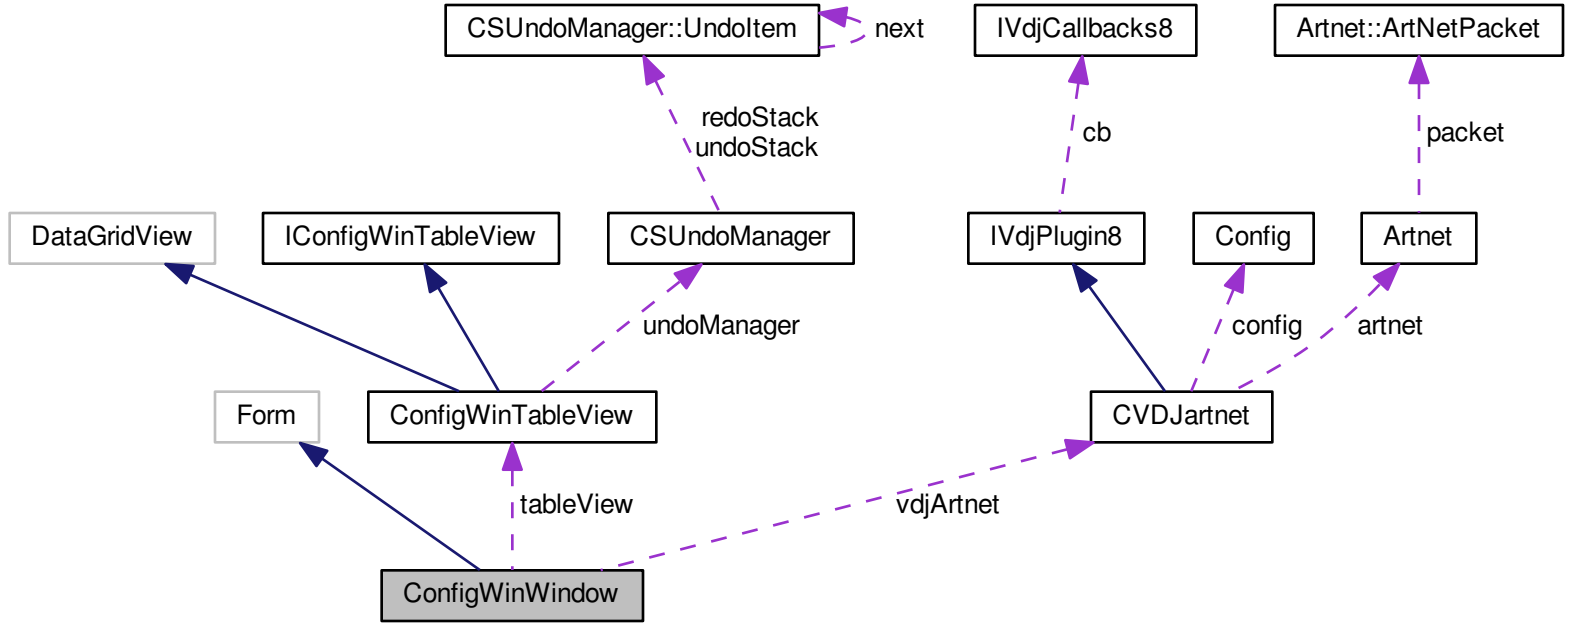 CSUndoManager::UndoItem
next
IVdjCallbacks8
Artnet::ArtNetPacket
redoStack
undoStack
cb
packet
DataGridView
IConfigWinTableView
CSUndoManager
IVdjPlugin8
Config
Artnet
undoManager
config
artnet
Form
ConfigWinTableView
CVDJartnet
tableView
vdjArtnet
ConfigWinWindow